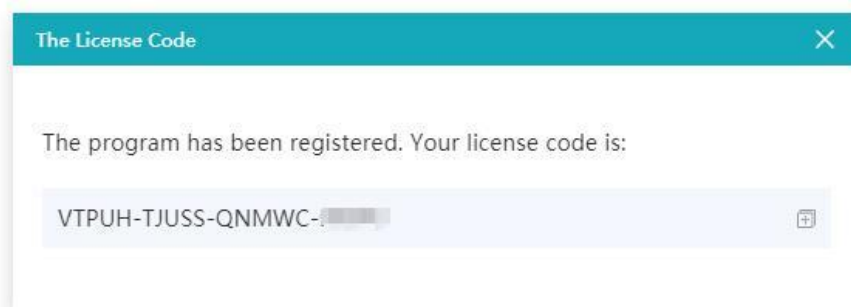 The License Code
The program has been registered. Your license code is:
VTPUH-TJUSS-QNMWC-